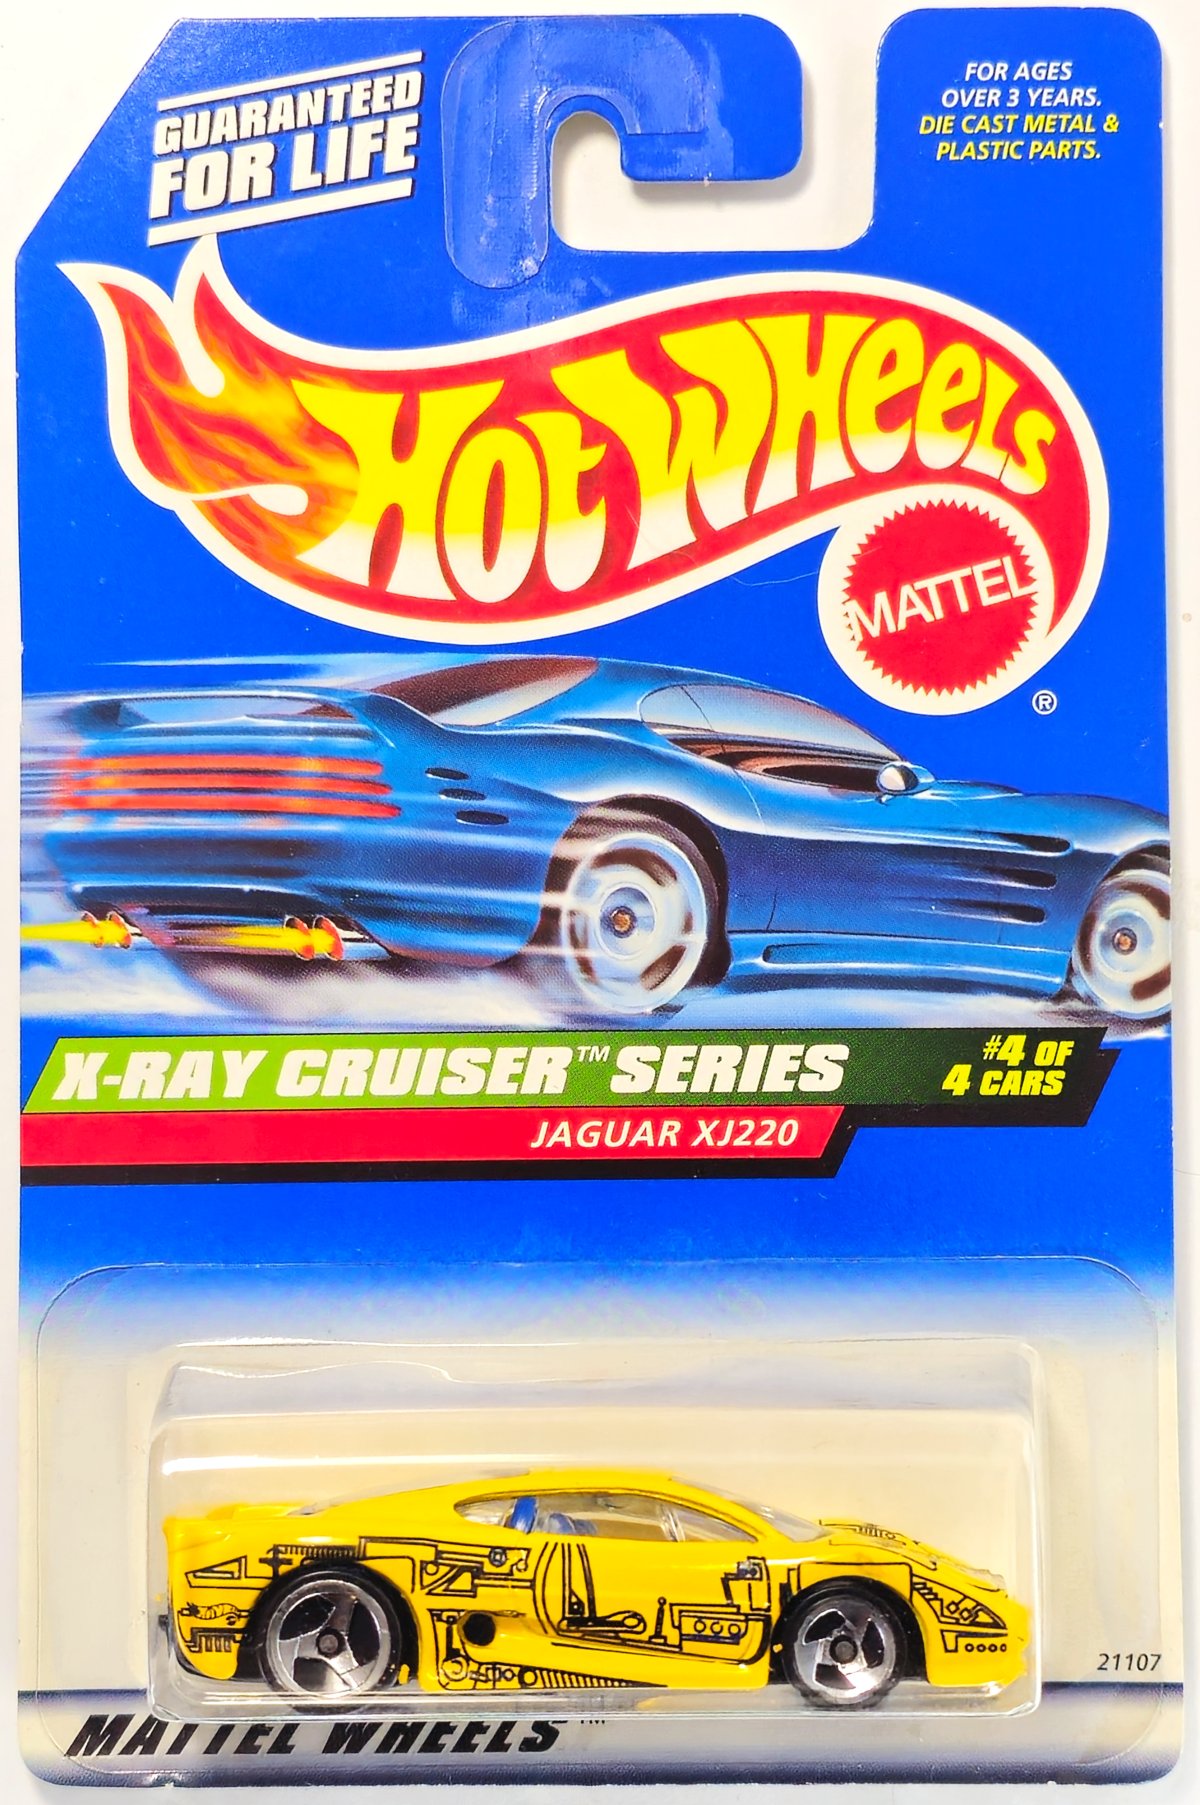 GUARANTEED
FOR LIFE
FOR AGES
OVER 3 YEARS.
DIE CAST METAL &
PLASTIC PARTS.
HOT WHEELS
MATTEL
®
X-RAY CRUISER™ SERIES
#4 OF
4 CARS
JAGUAR XJ220
21107
MATTEL WHEELS™